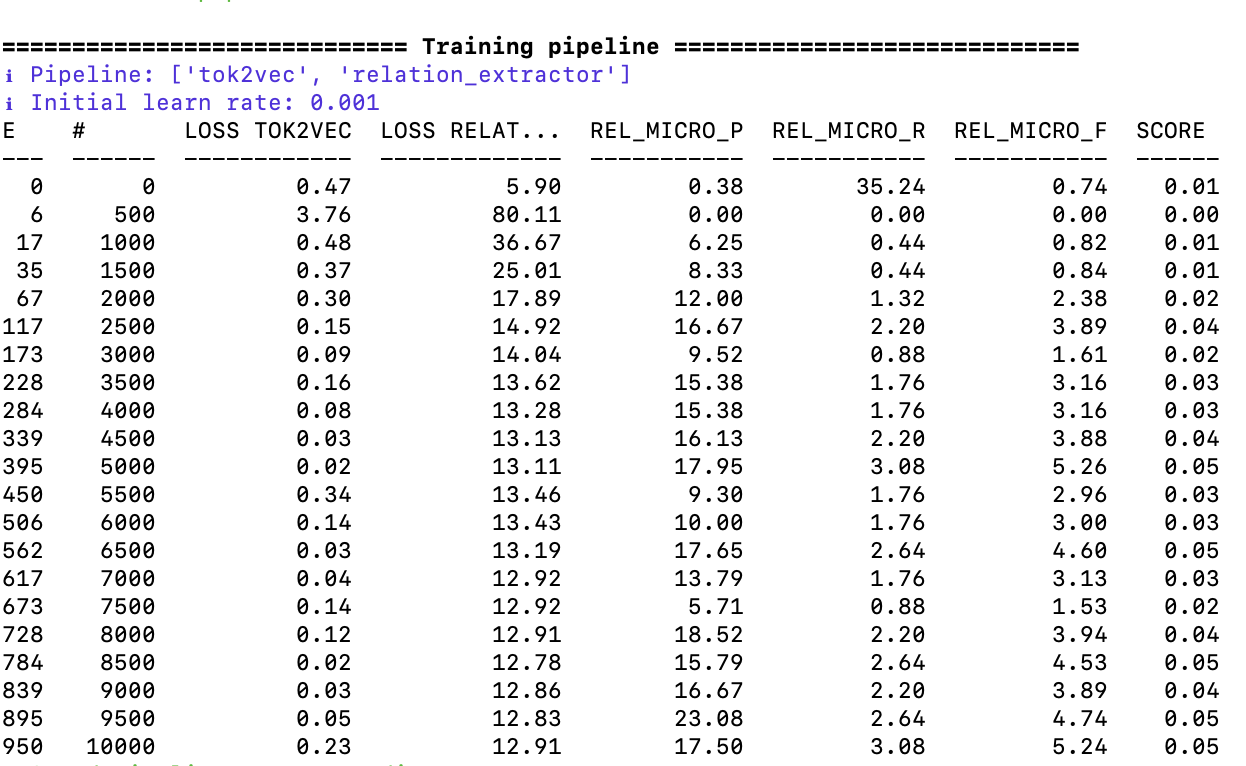 ============================= Training pipeline =============================
ℹ Pipeline: ['tok2vec', 'relation_extractor']
ℹ Initial learn rate: 0.001
E    #       LOSS TOK2VEC  LOSS RELAT...  REL_MICRO_P  REL_MICRO_R  REL_MICRO_F  SCORE
---  ------  ------------  -------------  -----------  -----------  -----------  ------
  0       0          0.47           5.90         0.38        35.24         0.74    0.01
  6     500          3.76          80.11         0.00         0.00         0.00    0.00
 17    1000          0.48          36.67         6.25         0.44         0.82    0.01
 35    1500          0.37          25.01         8.33         0.44         0.84    0.01
 67    2000          0.30          17.89        12.00         1.32         2.38    0.02
117    2500          0.15          14.92        16.67         2.20         3.89    0.04
173    3000          0.09          14.04         9.52         0.88         1.61    0.02
228    3500          0.16          13.62        15.38         1.76         3.16    0.03
284    4000          0.08          13.28        15.38         1.76         3.16    0.03
339    4500          0.03          13.13        16.13         2.20         3.88    0.04
395    5000          0.02          13.11        17.95         3.08         5.26    0.05
450    5500          0.34          13.46         9.30         1.76         2.96    0.03
506    6000          0.14          13.43        10.00         1.76         3.00    0.03
562    6500          0.03          13.19        17.65         2.64         4.60    0.05
617    7000          0.04          12.92        13.79         1.76         3.13    0.03
673    7500          0.14          12.92         5.71         0.88         1.53    0.02
728    8000          0.12          12.91        18.52         2.20         3.94    0.04
784    8500          0.02          12.78        15.79         2.64         4.53    0.05
839    9000          0.03          12.86        16.67         2.20         3.89    0.04
895    9500          0.05          12.83        23.08         2.64         4.74    0.05
950   10000          0.23          12.91        17.50         3.08         5.24    0.05